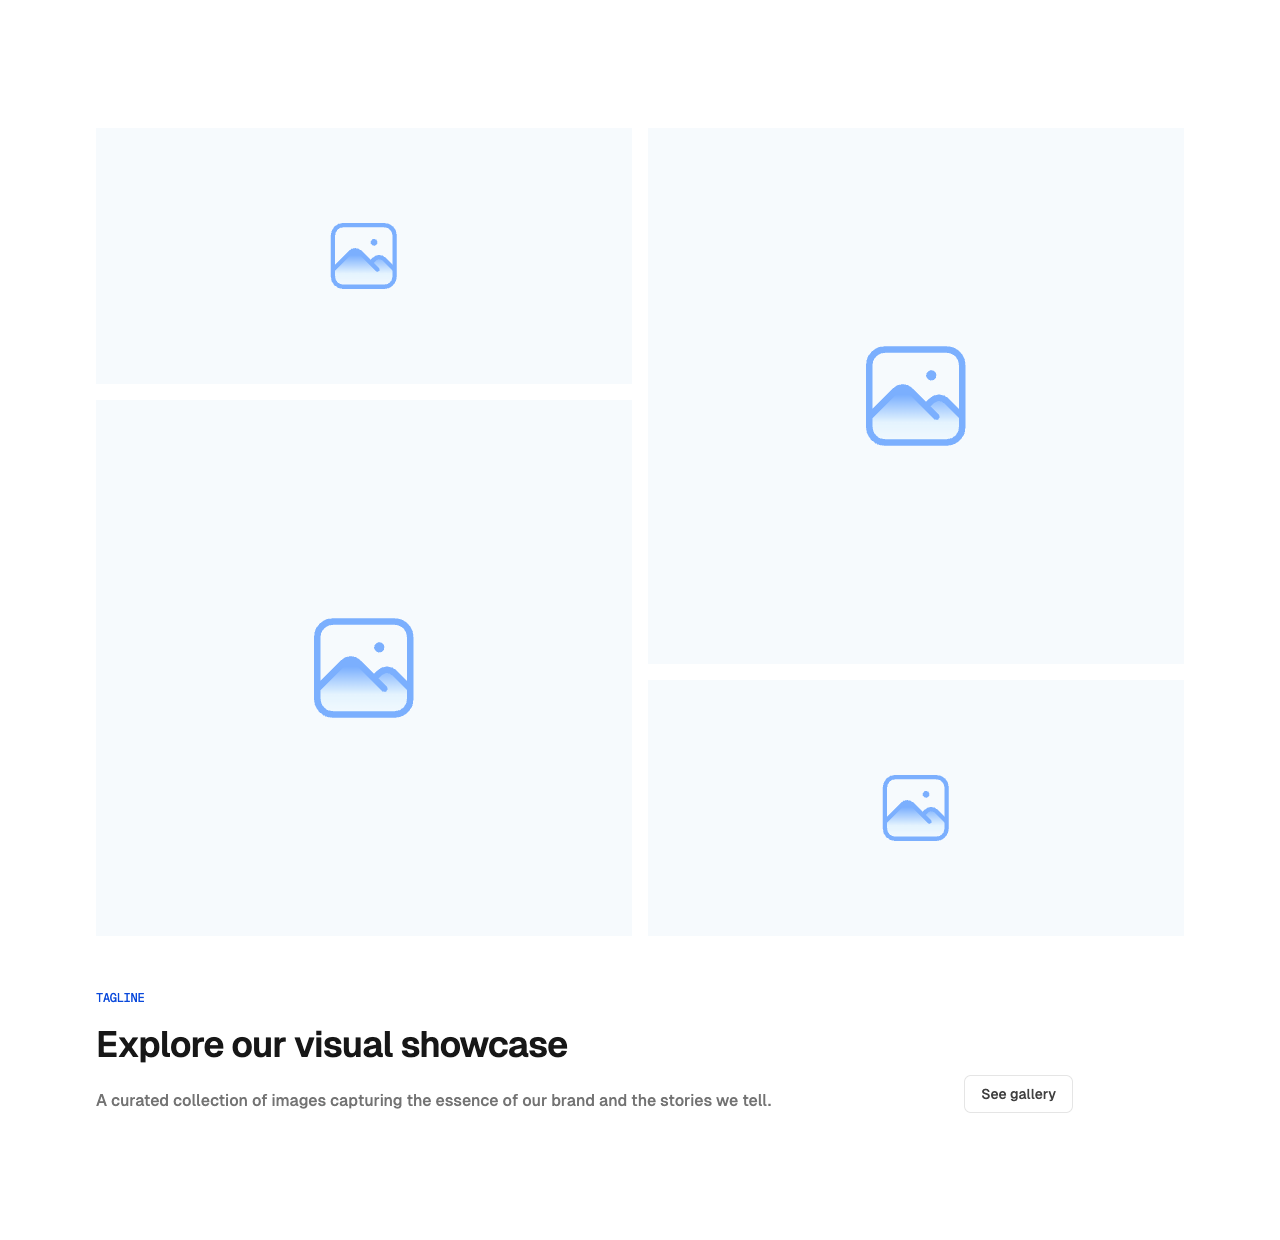 TAGLINE
Explore our visual showcase
A curated collection of images capturing the essence of our brand and the stories we tell.
See gallery